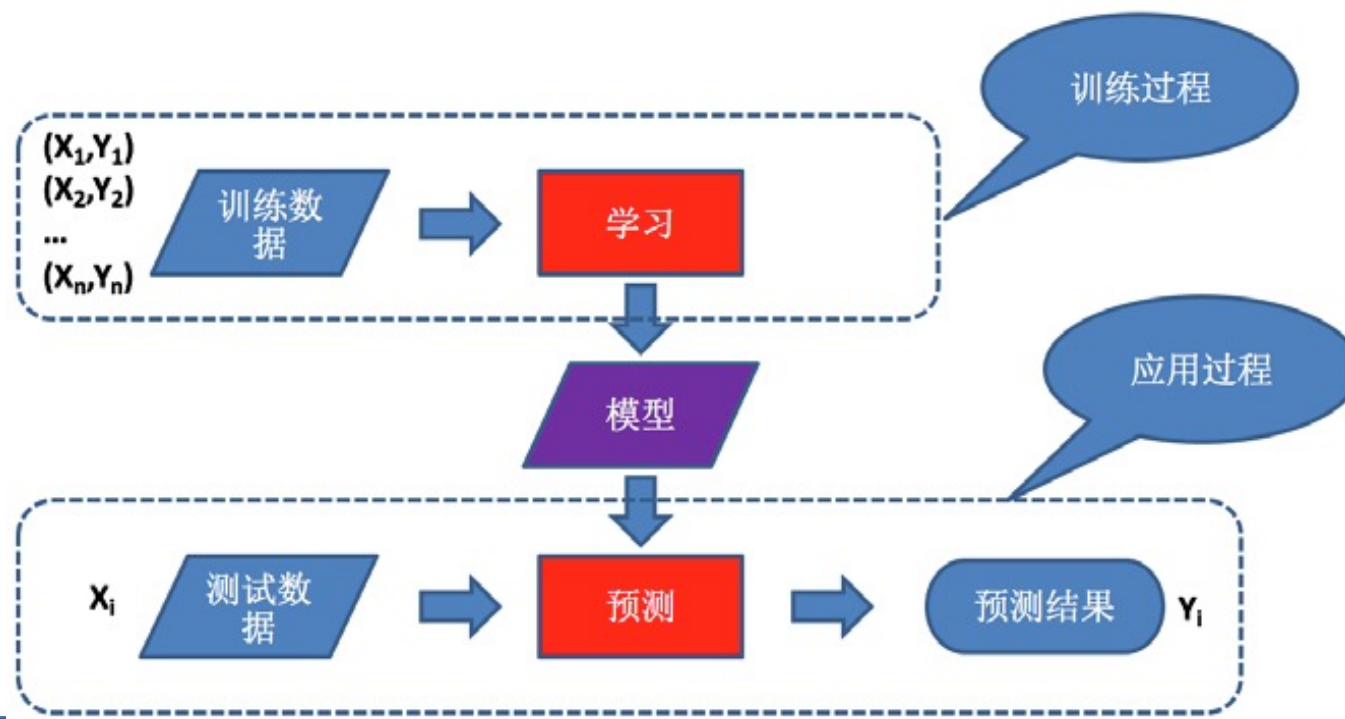 训练过程
(X₁,Y₁)
(X₂,Y₂)
...
(Xₙ,Yₙ)
训练数
据
学习
模型
应用过程
Xᵢ
测试数
据
预测
预测结果
Yᵢ